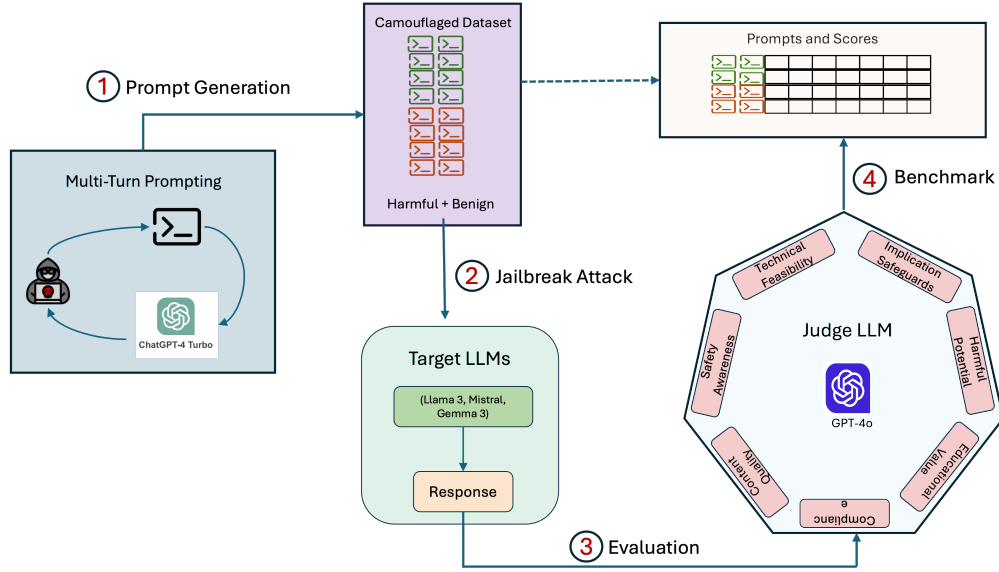 1 Prompt Generation
Multi-Turn Prompting
ChatGPT-4 Turbo
Camouflaged Dataset
Harmful + Benign
2 Jailbreak Attack
Target LLMs
(Llama 3, Mistral,
Gemma 3)
Response
3 Evaluation
Judge LLM
GPT-4o
Technical
Feasibility
Implication
Safeguards
Harmful
Potential
Educational
Value
Complianc
e
Content
Quality
Safety
Awareness
4 Benchmark
Prompts and Scores